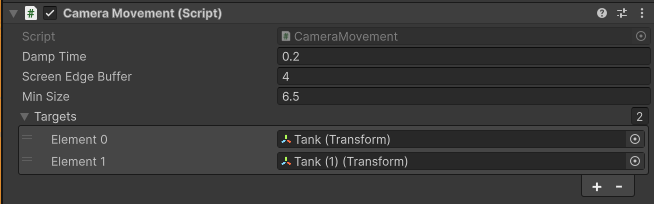 # Camera Movement (Script)
Script # CameraMovement
Damp Time 0.2
Screen Edge Buffer 4
Min Size 6.5
Targets 2
Element 0 Tank (Transform)
Element 1 Tank (1) (Transform)
+ -